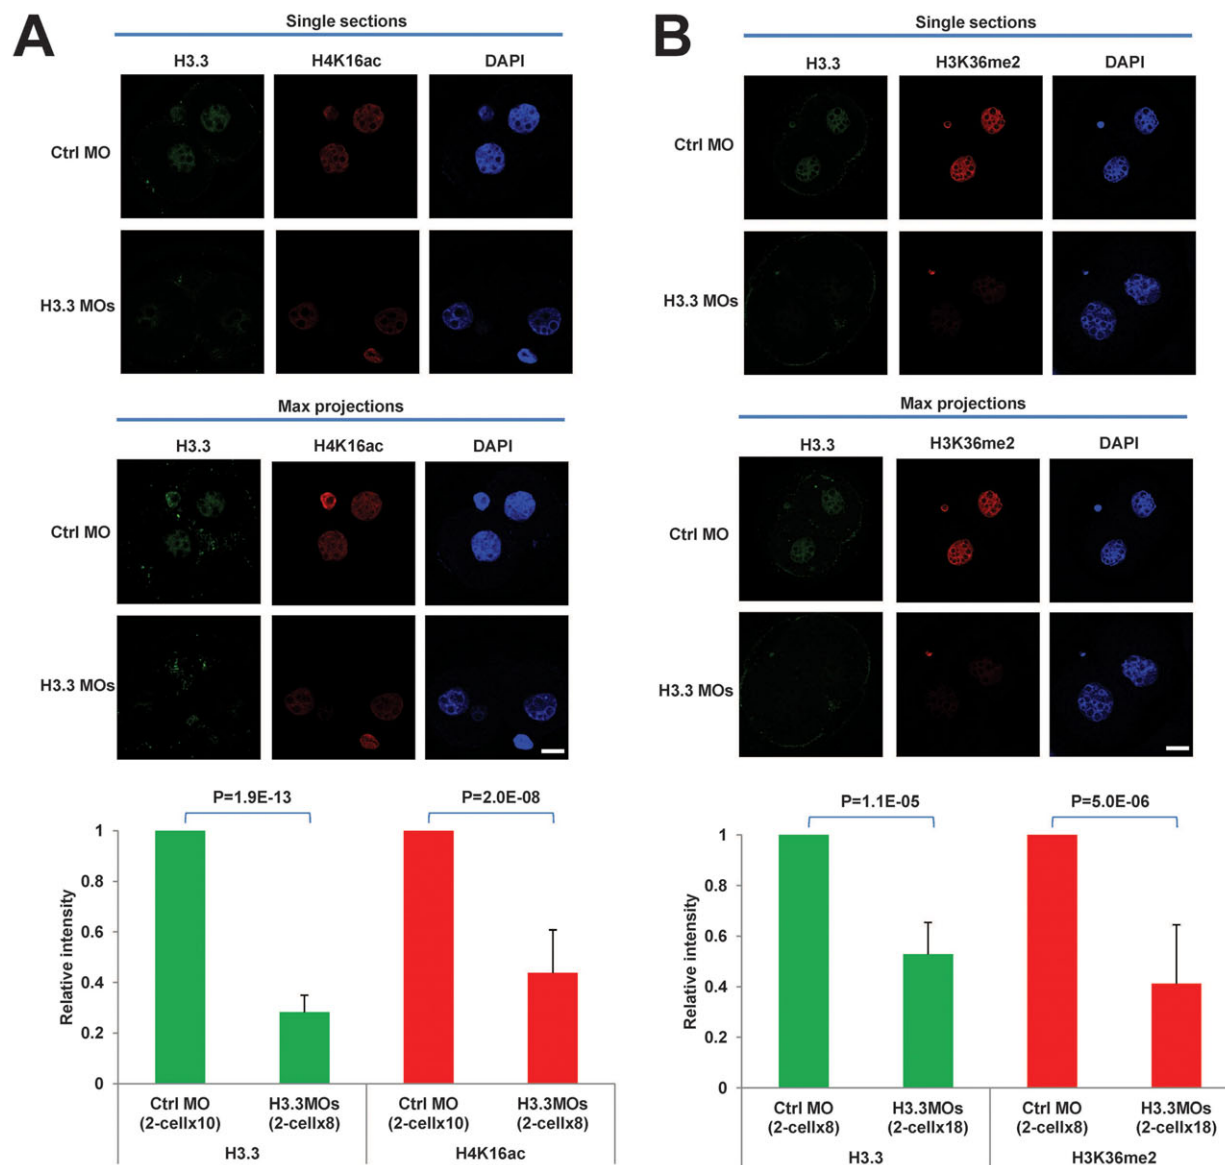 A
Single sections
H3.3 H4K16ac DAPI
Ctrl MO
H3.3 MOs
Max projections
H3.3 H4K16ac DAPI
Ctrl MO
H3.3 MOs
P=1.9E-13 P=2.0E-08
Relative intensity
1
0.8
0.6
0.4
0.2
0
Ctrl MO H3.3MOs Ctrl MO H3.3MOs
(2-cellx10) (2-cellx8) (2-cellx10) (2-cellx8)
H3.3 H4K16ac
B
Single sections
H3.3 H3K36me2 DAPI
Ctrl MO
H3.3 MOs
Max projections
H3.3 H3K36me2 DAPI
Ctrl MO
H3.3 MOs
P=1.1E-05 P=5.0E-06
Relative intensity
1
0.8
0.6
0.4
0.2
0
Ctrl MO H3.3MOs Ctrl MO H3.3MOs
(2-cellx8) (2-cellx18) (2-cellx8) (2-cellx18)
H3.3 H3K36me2